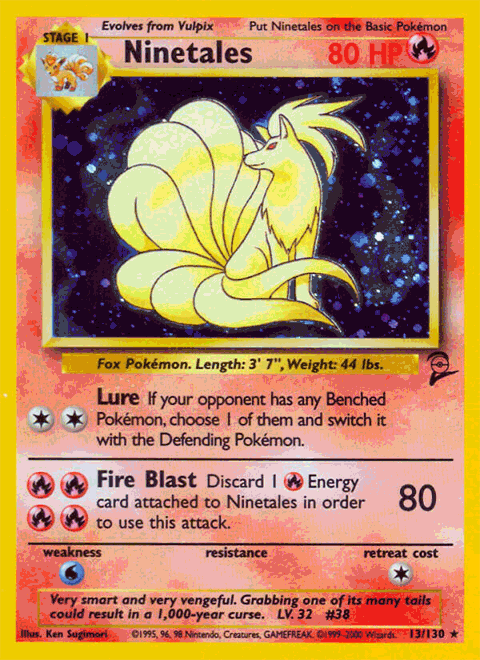 Evolves from Vulpix Put Ninetales on the Basic Pokémon
STAGE 1
Ninetales 80 HP
Fox Pokémon. Length: 3' 7", Weight: 44 lbs.
Lure If your opponent has any Benched
Pokémon, choose 1 of them and switch it
with the Defending Pokémon.
Fire Blast Discard 1 Energy
card attached to Ninetales in order
to use this attack.
80
weakness resistance retreat cost
Very smart and very vengeful. Grabbing one of its many tails
could result in a 1,000-year curse. LV. 32 #38
Illus. Ken Sugimori ©1995, 96, 98 Nintendo, Creatures, GAMEFREAK. ©1999-2000 Wizards. 13/130 ★